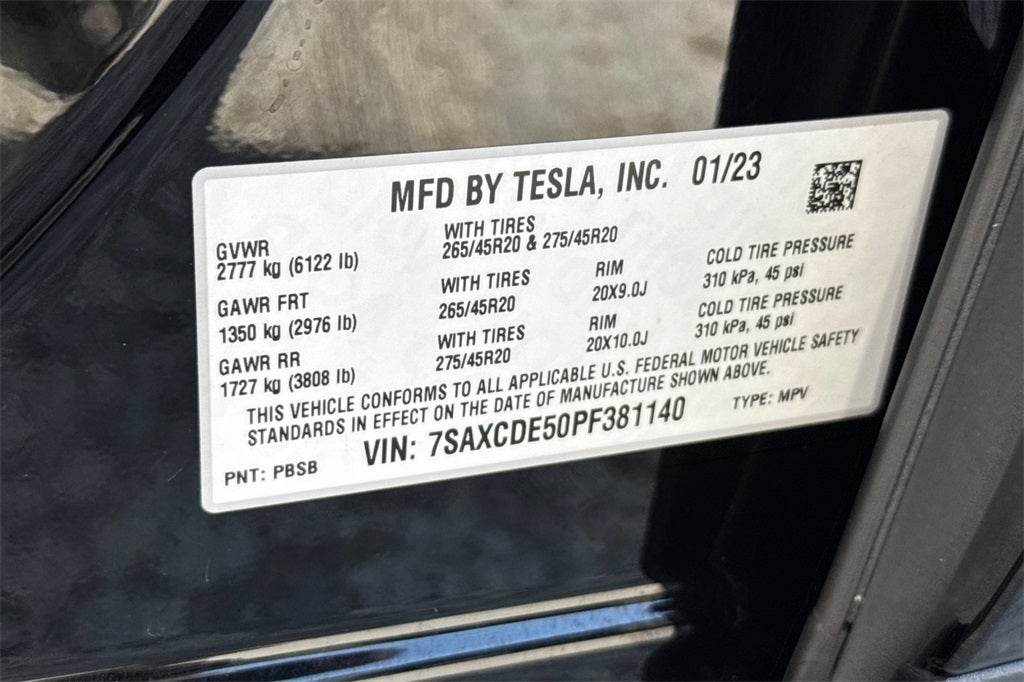 MFD BY TESLA, INC. 01/23
GVWR
2777 kg (6122 lb)
WITH TIRES
265/45R20 & 275/45R20
GAWR FRT
1350 kg (2976 lb)
WITH TIRES
265/45R20
RIM
20X9.0J
COLD TIRE PRESSURE
310 kPa, 45 psi
GAWR RR
1727 kg (3808 lb)
WITH TIRES
275/45R20
RIM
20X10.0J
COLD TIRE PRESSURE
310 kPa, 45 psi
THIS VEHICLE CONFORMS TO ALL APPLICABLE U.S. FEDERAL MOTOR VEHICLE SAFETY
STANDARDS IN EFFECT ON THE DATE OF MANUFACTURE SHOWN ABOVE.
PNT: PBSB
VIN: 7SAXCDE50PF381140
TYPE: MPV